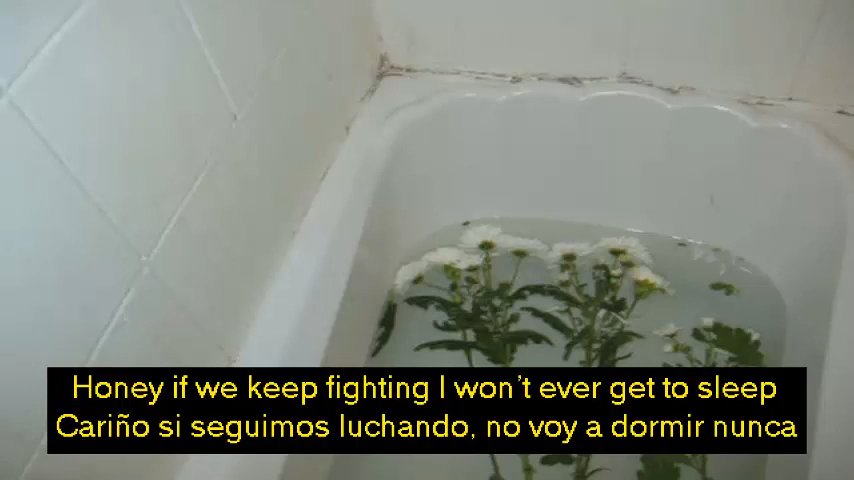 Honey if we keep fighting I won't ever get to sleep
Cariño si seguimos luchando, no voy a dormir nunca